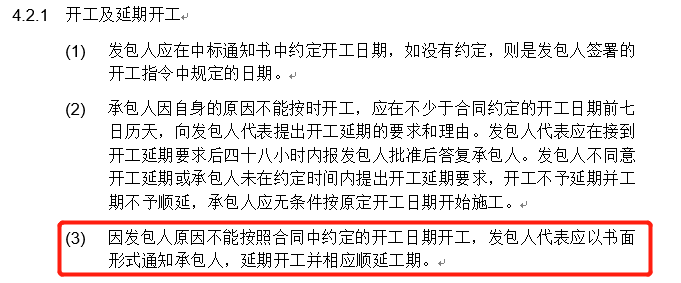 4.2.1 开工及延期开工
(1) 发包人应在中标通知书中约定开工日期，如没有约定，则是发包人签署的
开工指令中规定的日期。
(2) 承包人因自身的原因不能按时开工，应在不少于合同约定的开工日期前七
日历天，向发包人代表提出开工延期的要求和理由。发包人代表应在接到
开工延期要求后四十八小时内报发包人批准后答复承包人。发包人不同意
开工延期或承包人未在约定时间内提出开工延期要求，开工不予延期并工
期不予顺延，承包人应无条件按原定开工日期开始施工。
(3) 因发包人原因不能按照合同中约定的开工日期开工，发包人代表应以书面
形式通知承包人，延期开工并相应顺延工期。